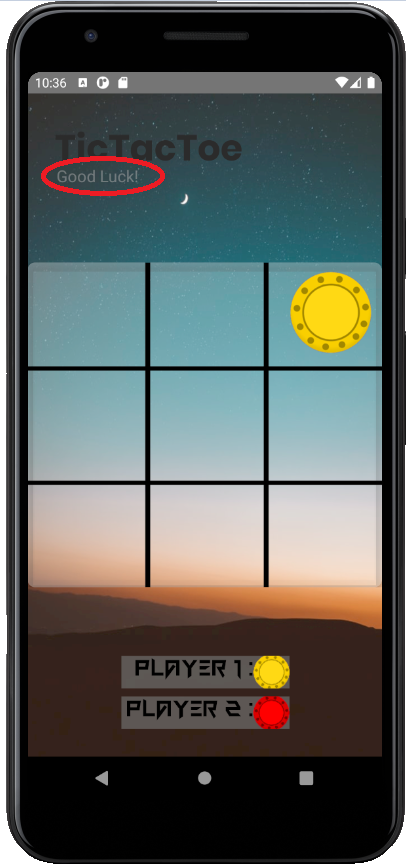 10:36
TicTacToe
Good Luck!
PLAYER 1 :
PLAYER 2 :